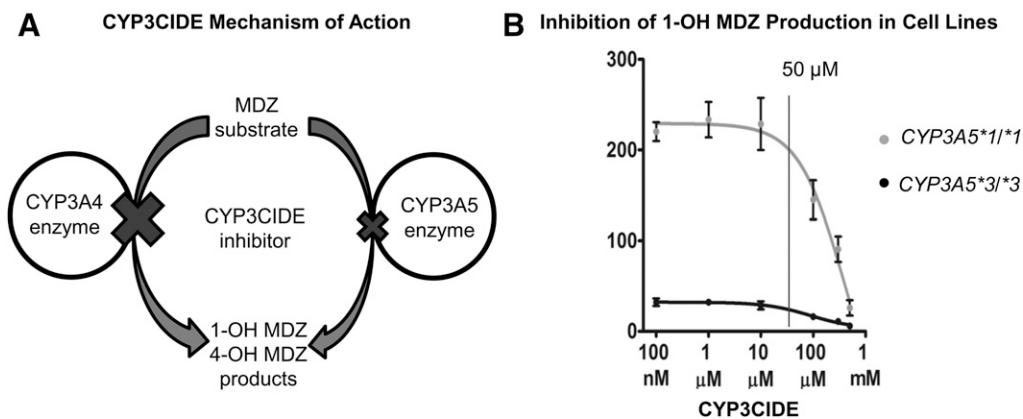 A CYP3CIDE Mechanism of Action
MDZ
substrate
CYP3A4
enzyme
CYP3CIDE
inhibitor
CYP3A5
enzyme
1-OH MDZ
4-OH MDZ
products
B Inhibition of 1-OH MDZ Production in Cell Lines
50 μM
300
200
100
0
100
nM
1
μM
10
μM
100
μM
1
mM
CYP3CIDE
CYP3A5*1/*1
CYP3A5*3/*3